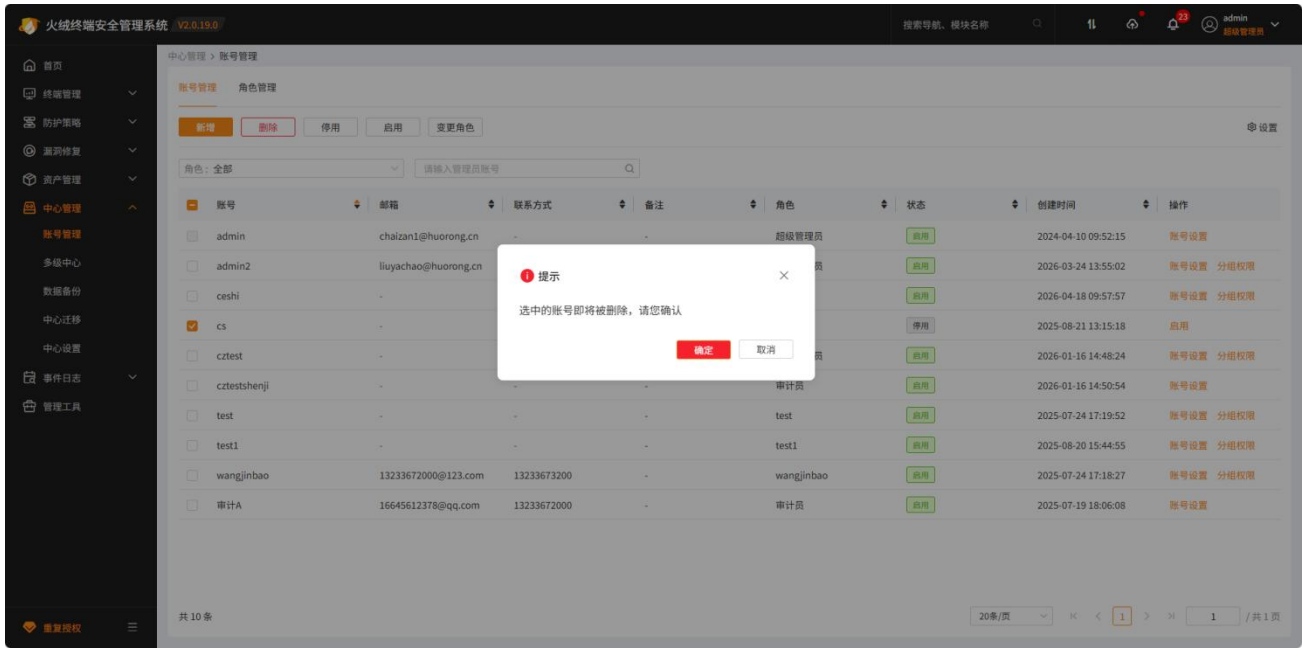 火绒终端安全管理系统 V2.0.19.0 搜索导航、模块名称 23 admin 超级管理员
中心管理 > 账号管理
首页
终端管理
防护策略
漏洞修复
资产管理
中心管理
账号管理
多级中心
数据备份
中心迁移
中心设置
事件日志
管理工具
重复授权
账号管理 角色管理
新增 删除 停用 启用 变更角色 设置
角色: 全部 请输入管理员账号
账号 邮箱 联系方式 备注 角色 状态 创建时间 操作
admin chaizan1@huorong.cn - - 超级管理员 启用 2024-04-10 09:52:15 账号设置
admin2 liuyachao@huorong.cn 员 启用 2026-03-24 13:55:02 账号设置 分组权限
ceshi - 启用 2026-04-18 09:57:57 账号设置 分组权限
cs - 停用 2025-08-21 13:15:18 启用
cztest - 员 启用 2026-01-16 14:48:24 账号设置 分组权限
cztestshenji - - - 审计员 启用 2026-01-16 14:50:54 账号设置
test - - - test 启用 2025-07-24 17:19:52 账号设置 分组权限
test1 - - - test1 启用 2025-08-20 15:44:55 账号设置 分组权限
wangjinbao 13233672000@123.com 13233673200 - wangjinbao 启用 2025-07-24 17:18:27 账号设置 分组权限
审计A 16645612378@qq.com 13233672000 - 审计员 启用 2025-07-19 18:06:08 账号设置
提示
选中的账号即将被删除，请您确认
确定 取消
共 10 条 20条/页 1 1 / 共 1 页